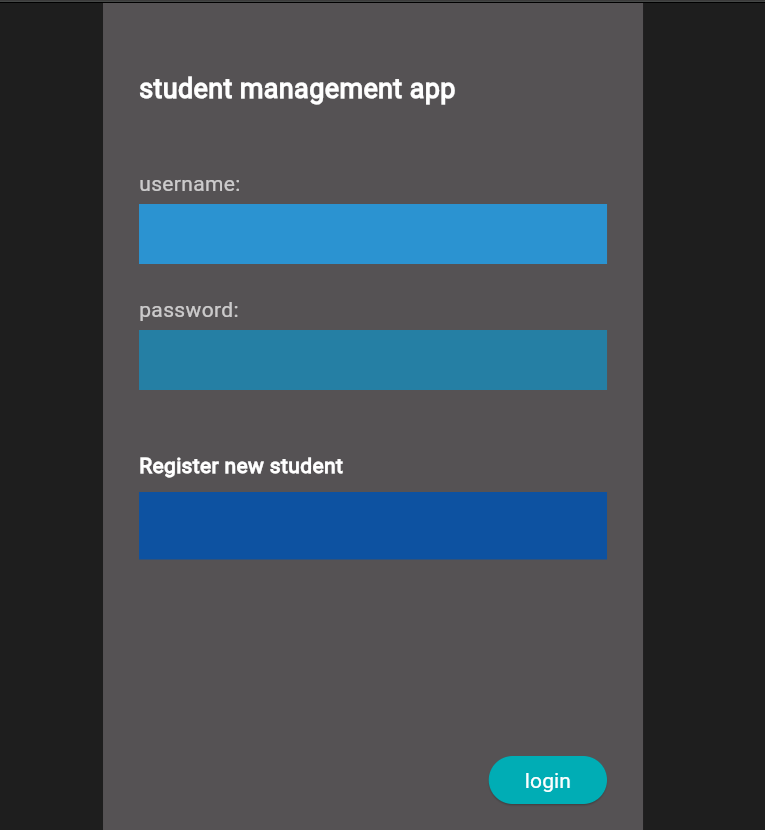 student management app
username:
password:
Register new student
login